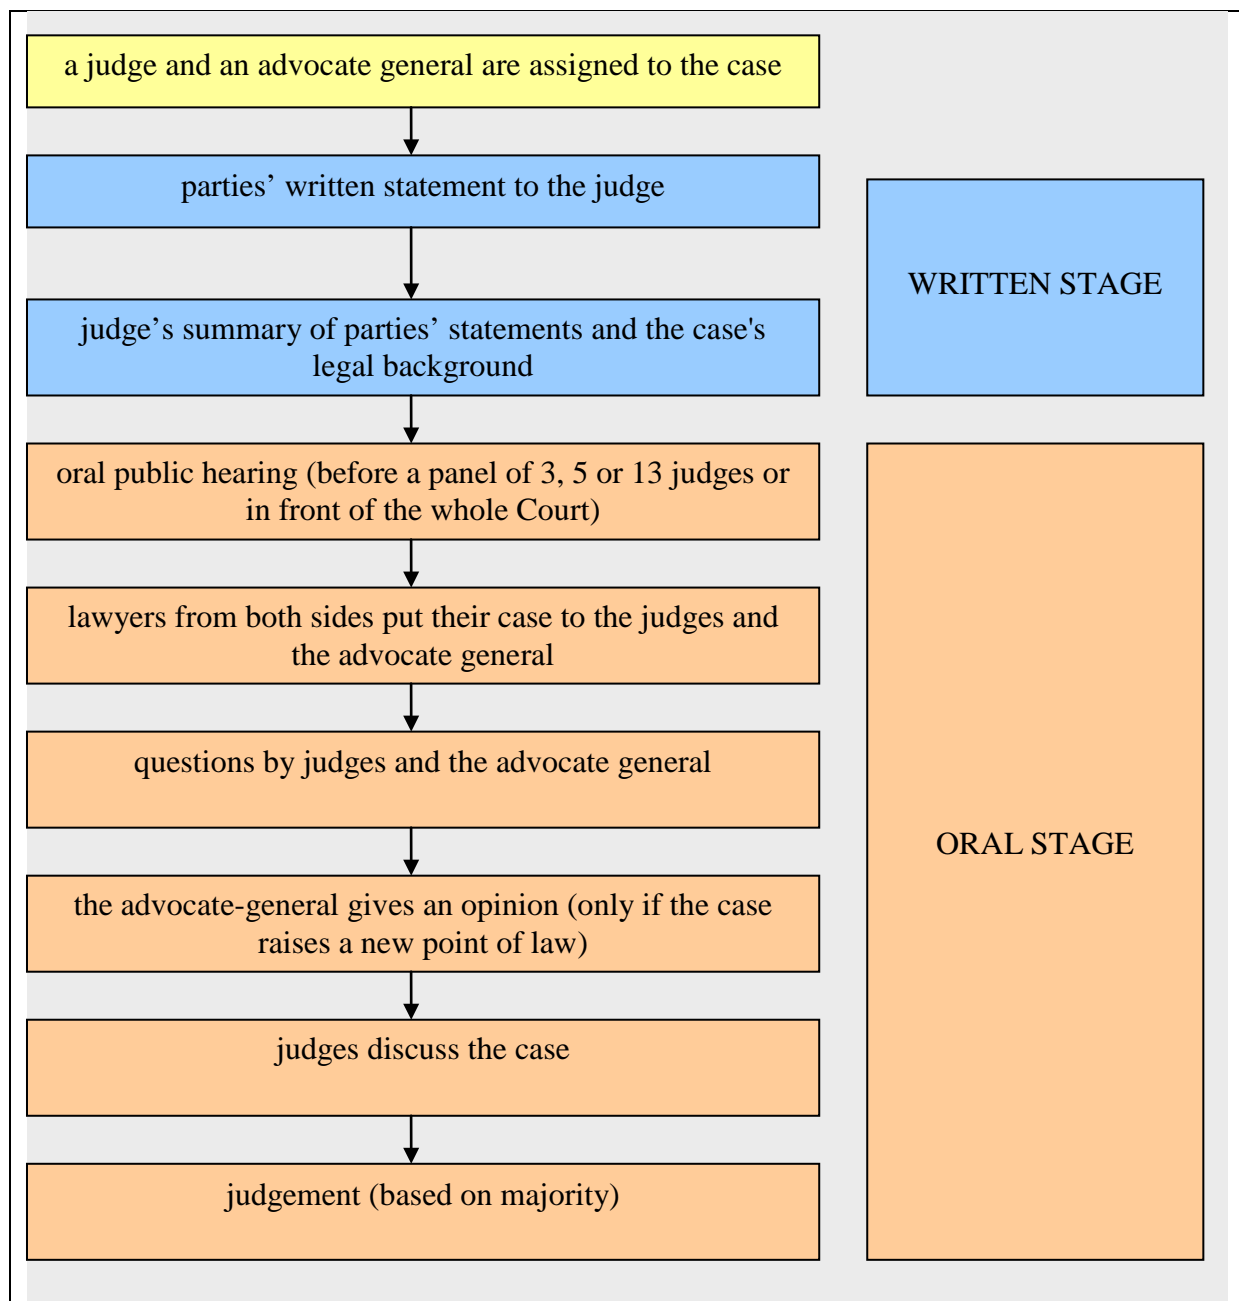 a judge and an advocate general are assigned to the case
parties’ written statement to the judge
WRITTEN STAGE
judge’s summary of parties’ statements and the case's
legal background
oral public hearing (before a panel of 3, 5 or 13 judges or
in front of the whole Court)
lawyers from both sides put their case to the judges and
the advocate general
questions by judges and the advocate general
ORAL STAGE
the advocate-general gives an opinion (only if the case
raises a new point of law)
judges discuss the case
judgement (based on majority)